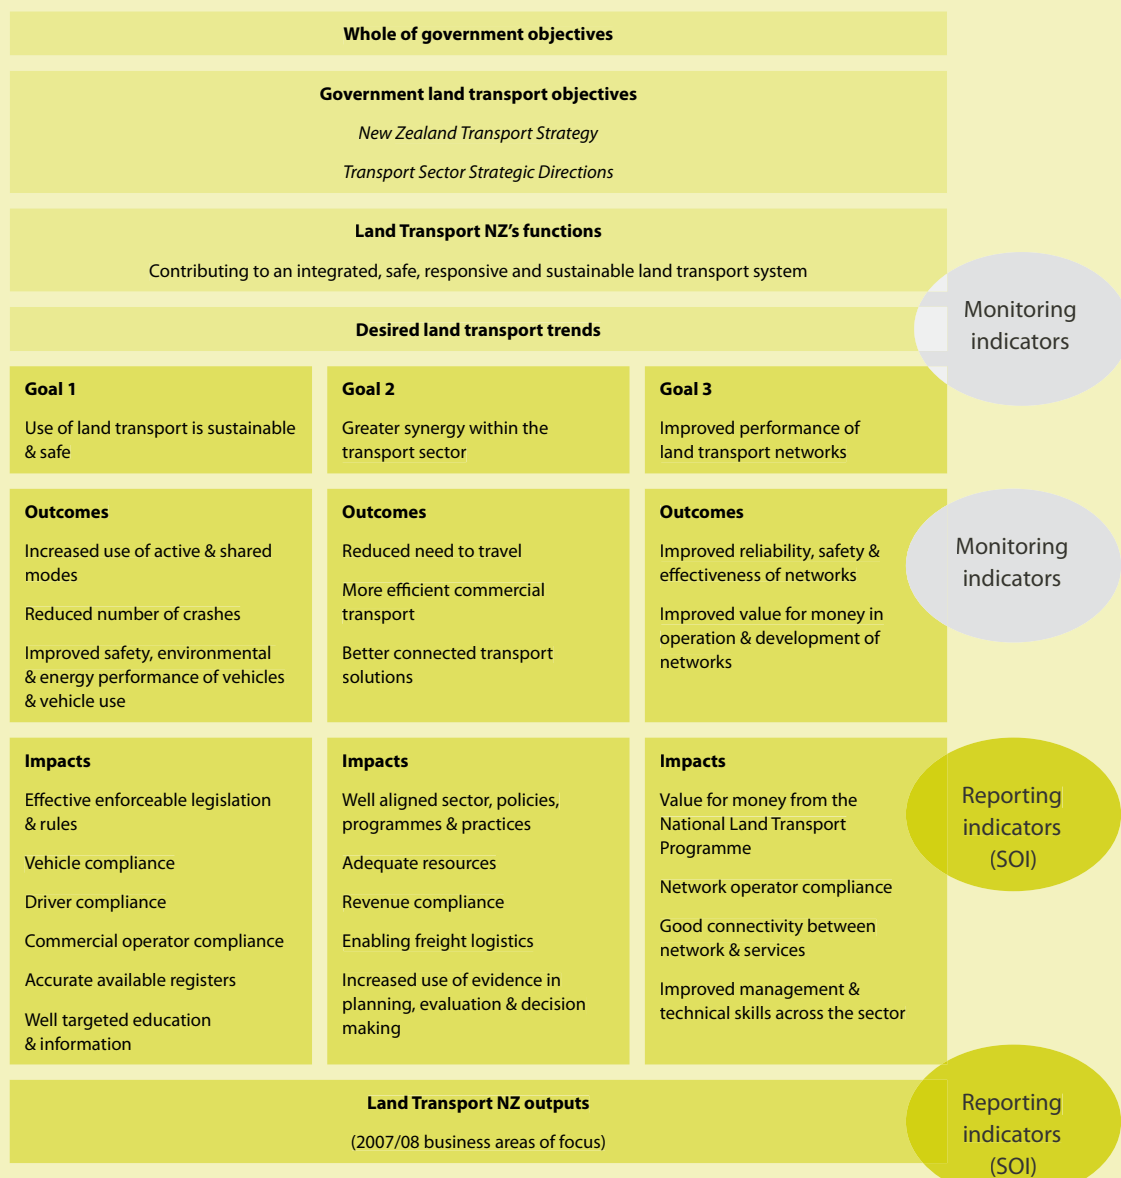 Whole of government objectives
Government land transport objectives
New Zealand Transport Strategy
Transport Sector Strategic Directions
Land Transport NZ's functions
Contributing to an integrated, safe, responsive and sustainable land transport system
Monitoring
indicators
Desired land transport trends
Goal 1
Use of land transport is sustainable
& safe
Goal 2
Greater synergy within the
transport sector
Goal 3
Improved performance of
land transport networks
Outcomes
Increased use of active & shared
modes
Reduced number of crashes
Improved safety, environmental
& energy performance of vehicles
& vehicle use
Outcomes
Reduced need to travel
More efficient commercial
transport
Better connected transport
solutions
Outcomes
Improved reliability, safety &
effectiveness of networks
Improved value for money in
operation & development of
networks
Monitoring
indicators
Impacts
Effective enforceable legislation
& rules
Vehicle compliance
Driver compliance
Commercial operator compliance
Accurate available registers
Well targeted education
& information
Impacts
Well aligned sector, policies,
programmes & practices
Adequate resources
Revenue compliance
Enabling freight logistics
Increased use of evidence in
planning, evaluation & decision
making
Impacts
Value for money from the
National Land Transport
Programme
Network operator compliance
Good connectivity between
network & services
Improved management &
technical skills across the sector
Reporting
indicators
(SOI)
Land Transport NZ outputs
(2007/08 business areas of focus)
Reporting
indicators
(SOI)